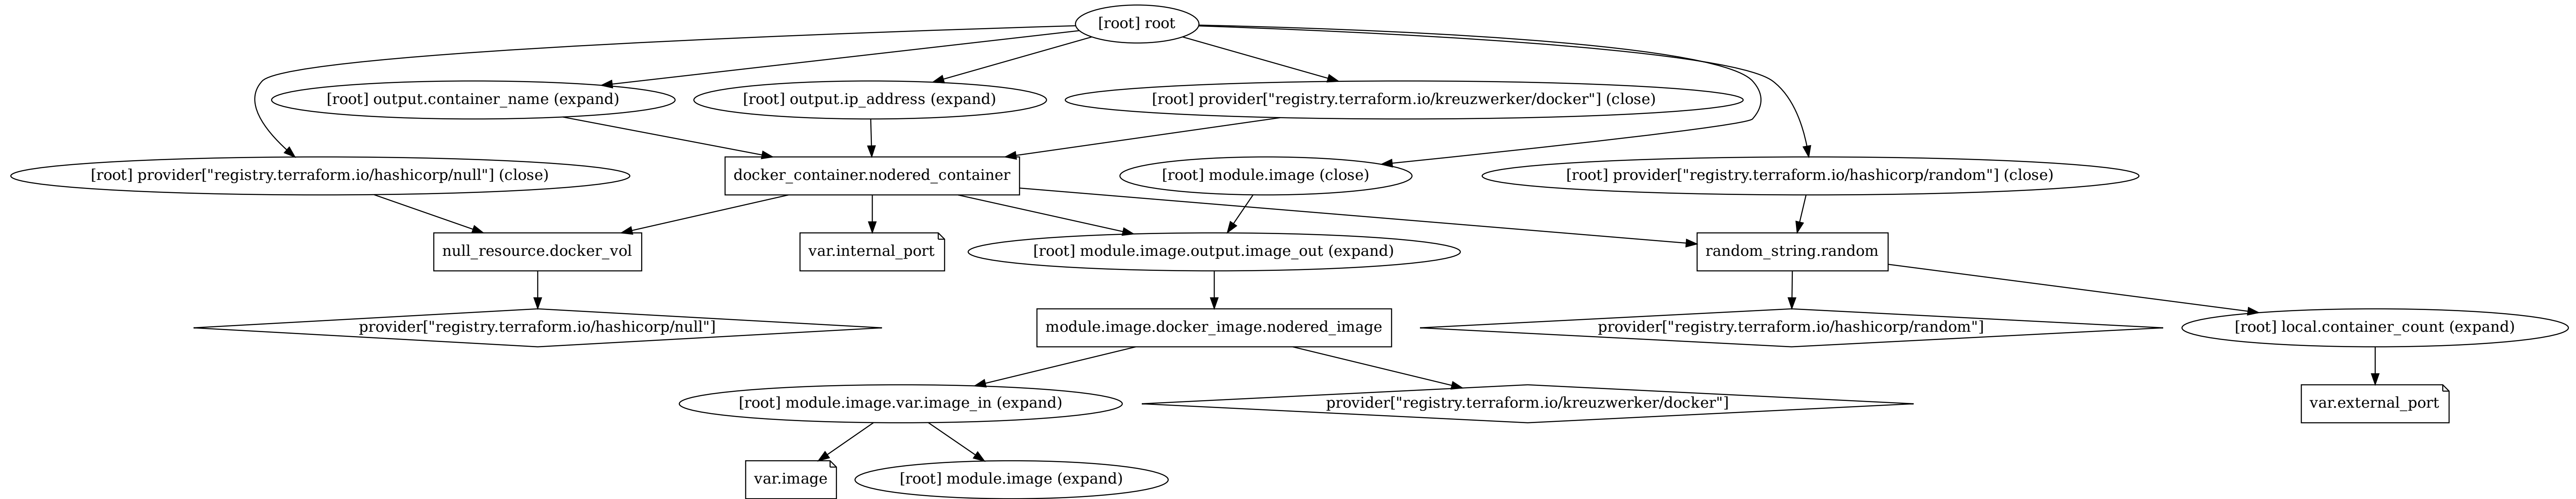 [root] root
[root] output.container_name (expand)
[root] output.ip_address (expand)
[root] provider["registry.terraform.io/kreuzwerker/docker"] (close)
[root] provider["registry.terraform.io/hashicorp/null"] (close)
docker_container.nodered_container
[root] module.image (close)
[root] provider["registry.terraform.io/hashicorp/random"] (close)
null_resource.docker_vol
var.internal_port
[root] module.image.output.image_out (expand)
random_string.random
provider["registry.terraform.io/hashicorp/null"]
module.image.docker_image.nodered_image
provider["registry.terraform.io/hashicorp/random"]
[root] local.container_count (expand)
[root] module.image.var.image_in (expand)
provider["registry.terraform.io/kreuzwerker/docker"]
var.external_port
var.image
[root] module.image (expand)